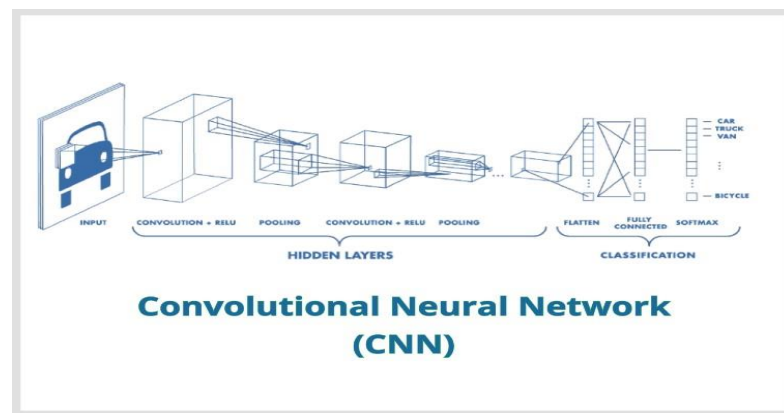 CAR
TRUCK
VAN
BICYCLE
INPUT CONVOLUTION + RELU POOLING CONVOLUTION + RELU POOLING FLATTEN FULLY CONNECTED SOFTMAX
HIDDEN LAYERS CLASSIFICATION
Convolutional Neural Network
(CNN)